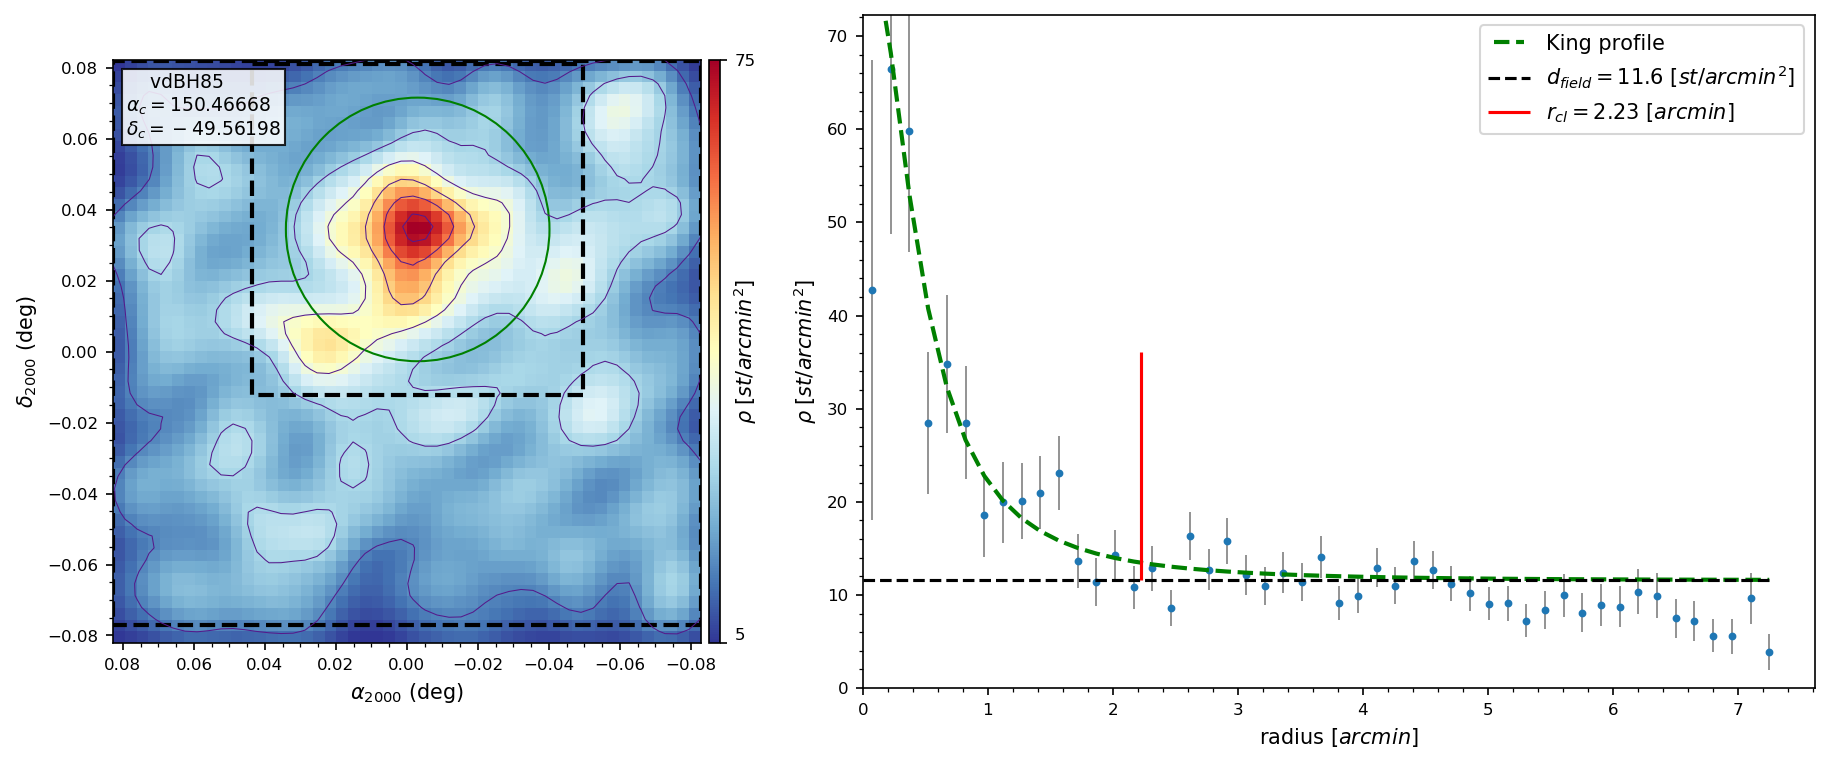 vdBH85
α_c = 150.46668
δ_c = −49.56198
0.08
0.06
0.04
0.02
0.00
−0.02
−0.04
−0.06
−0.08
δ_2000 (deg)
0.08 0.06 0.04 0.02 0.00 −0.02 −0.04 −0.06 −0.08
α_2000 (deg)
75
5
ρ [st/arcmin²]
King profile
d_field = 11.6 [st/arcmin²]
r_cl = 2.23 [arcmin]
70
60
50
40
30
20
10
0
ρ [st/arcmin²]
0 1 2 3 4 5 6 7
radius [arcmin]